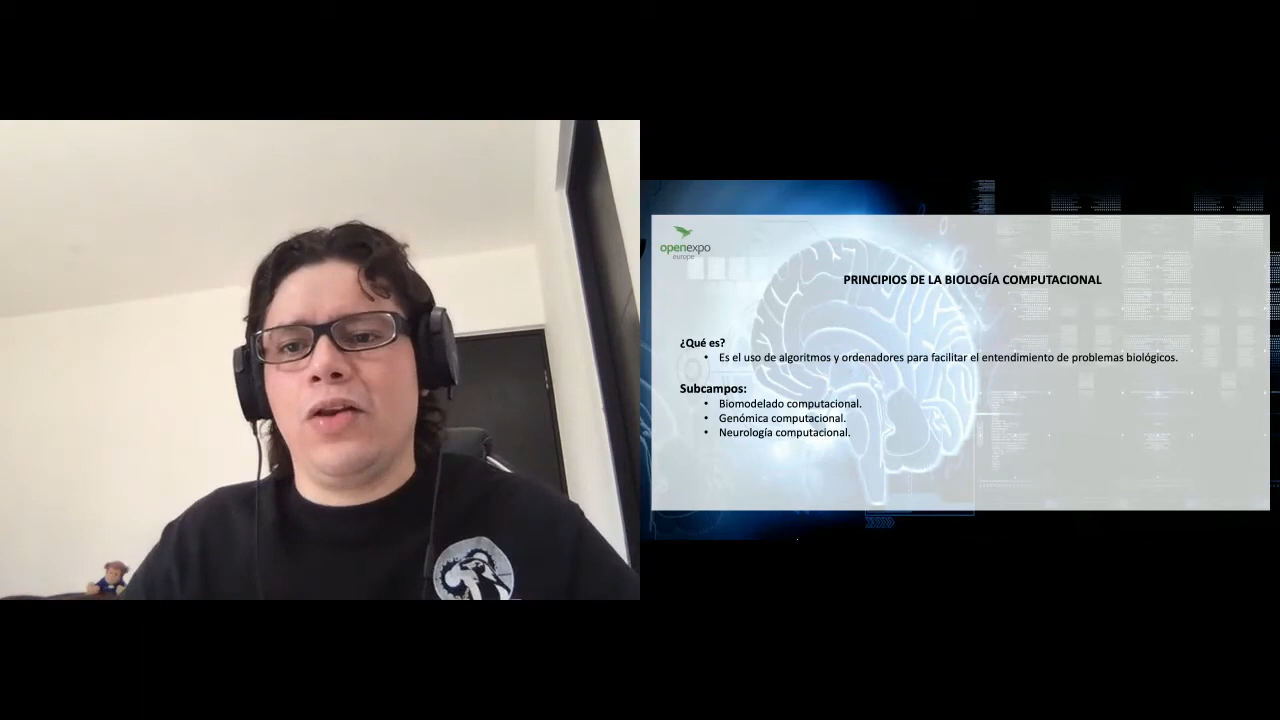 openexpo
europe
PRINCIPIOS DE LA BIOLOGÍA COMPUTACIONAL
¿Qué es?
• Es el uso de algoritmos y ordenadores para facilitar el entendimiento de problemas biológicos.
Subcampos:
• Biomodelado computacional.
• Genómica computacional.
• Neurología computacional.